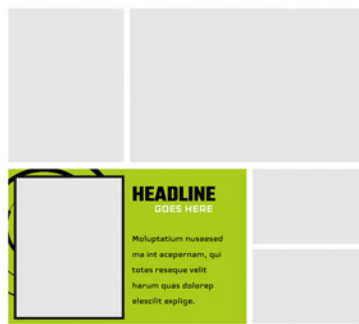 HEADLINE
GOES HERE
Moluptatium nusaesed
ma int acepernam, qui
totas reseque velit
harum quas dolorep
elescilit explige.